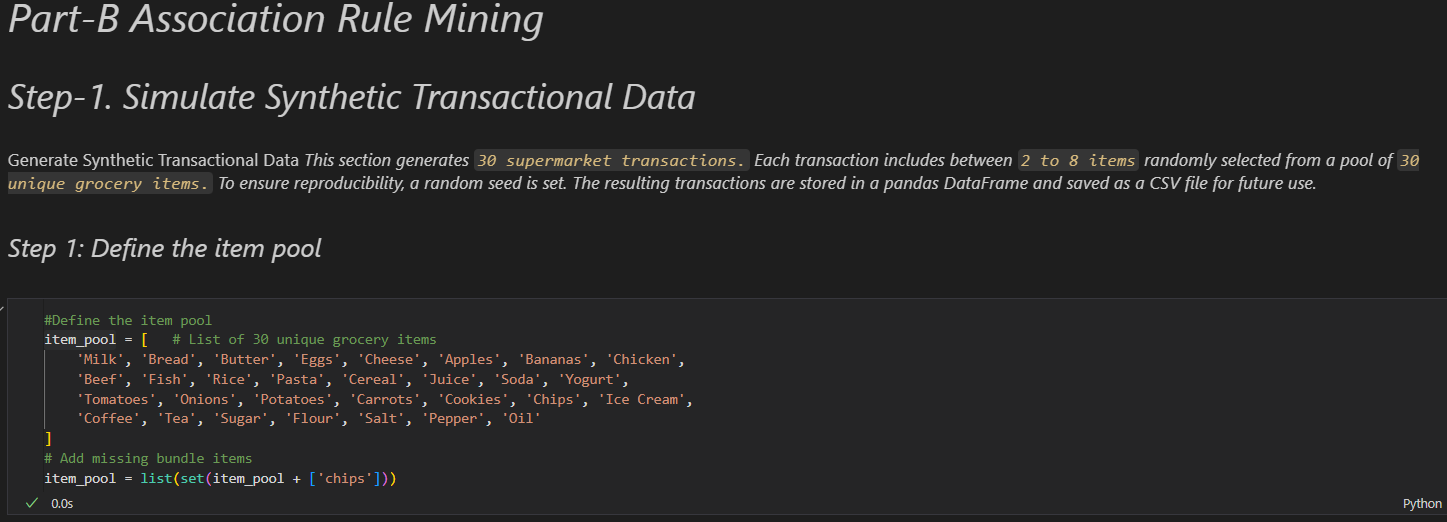 Part-B Association Rule Mining
Step-1. Simulate Synthetic Transactional Data
Generate Synthetic Transactional Data This section generates 30 supermarket transactions. Each transaction includes between 2 to 8 items randomly selected from a pool of 30
unique grocery items. To ensure reproducibility, a random seed is set. The resulting transactions are stored in a pandas DataFrame and saved as a CSV file for future use.
Step 1: Define the item pool
#Define the item pool
item_pool = [   # List of 30 unique grocery items
    'Milk', 'Bread', 'Butter', 'Eggs', 'Cheese', 'Apples', 'Bananas', 'Chicken',
    'Beef', 'Fish', 'Rice', 'Pasta', 'Cereal', 'Juice', 'Soda', 'Yogurt',
    'Tomatoes', 'Onions', 'Potatoes', 'Carrots', 'Cookies', 'Chips', 'Ice Cream',
    'Coffee', 'Tea', 'Sugar', 'Flour', 'Salt', 'Pepper', 'Oil'
]
# Add missing bundle items
item_pool = list(set(item_pool + ['chips']))
✓ 0.0s Python